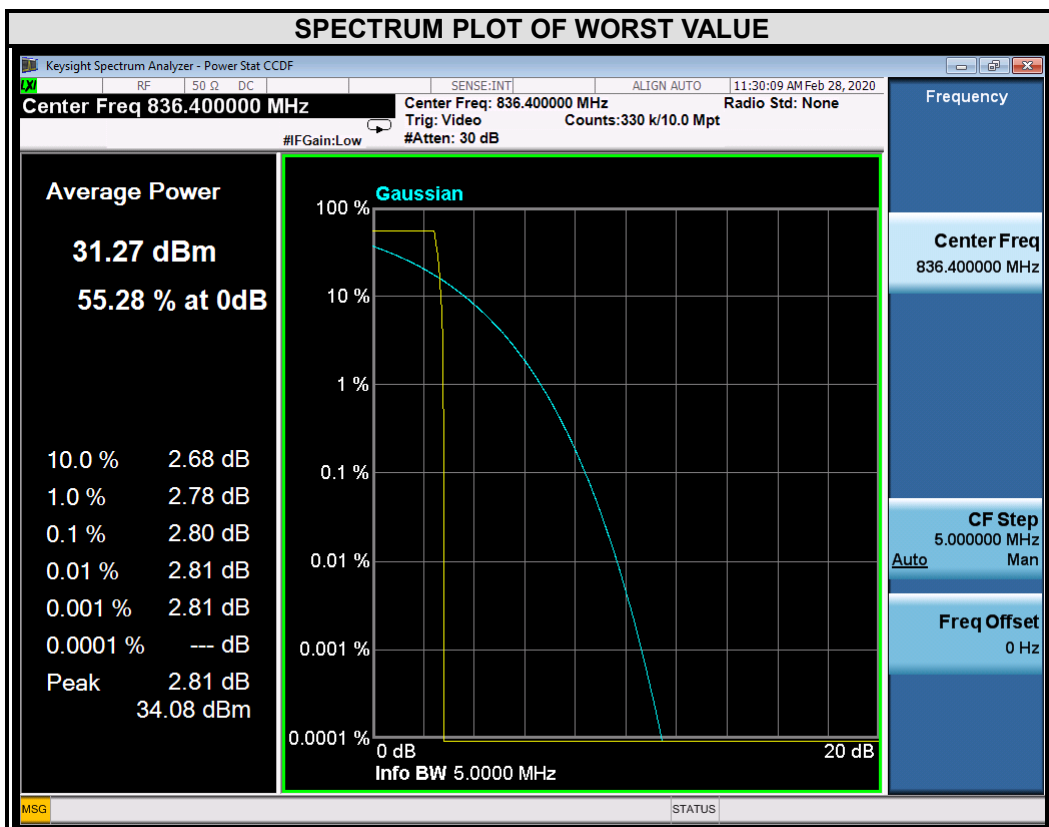 SPECTRUM PLOT OF WORST VALUE
Keysight Spectrum Analyzer - Power Stat CCDF
LXI RF 50 Ω DC SENSE:INT ALIGN AUTO 11:30:09 AM Feb 28, 2020
Center Freq 836.400000 MHz
Center Freq: 836.400000 MHz Radio Std: None
Trig: Video Counts:330 k/10.0 Mpt
#IFGain:Low #Atten: 30 dB
Average Power
31.27 dBm
55.28 % at 0dB
10.0 % 2.68 dB
1.0 % 2.78 dB
0.1 % 2.80 dB
0.01 % 2.81 dB
0.001 % 2.81 dB
0.0001 % --- dB
Peak 2.81 dB
34.08 dBm
Gaussian
100 %
10 %
1 %
0.1 %
0.01 %
0.001 %
0.0001 %
0 dB 20 dB
Info BW 5.0000 MHz
Frequency
Center Freq
836.400000 MHz
CF Step
5.000000 MHz
Auto Man
Freq Offset
0 Hz
MSG STATUS